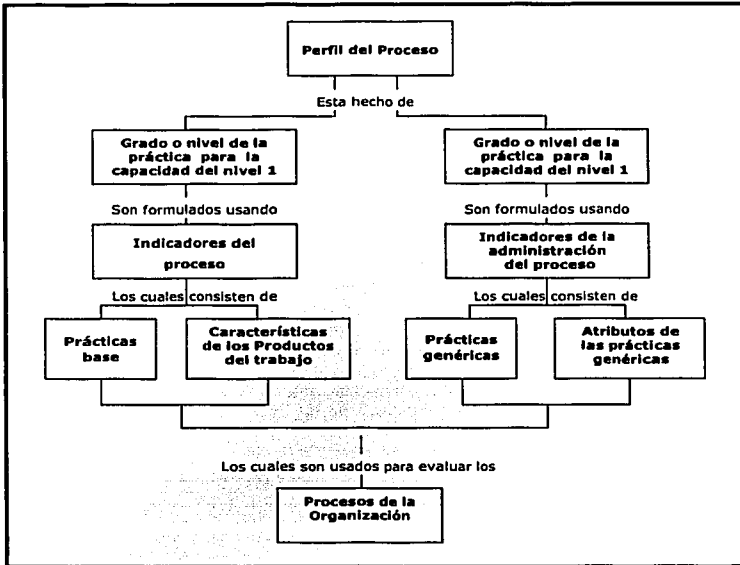 Perfil del Proceso
Esta hecho de
Grado o nivel de la
práctica para la
capacidad del nivel 1
Grado o nivel de la
práctica para la
capacidad del nivel 1
Son formulados usando
Son formulados usando
Indicadores del
proceso
Indicadores de la
administración
del proceso
Los cuales consisten de
Los cuales consisten de
Prácticas
base
Características
de los Productos
del trabajo
Prácticas
genéricas
Atributos de
las prácticas
genéricas
Los cuales son usados para evaluar los
Procesos de la
Organización